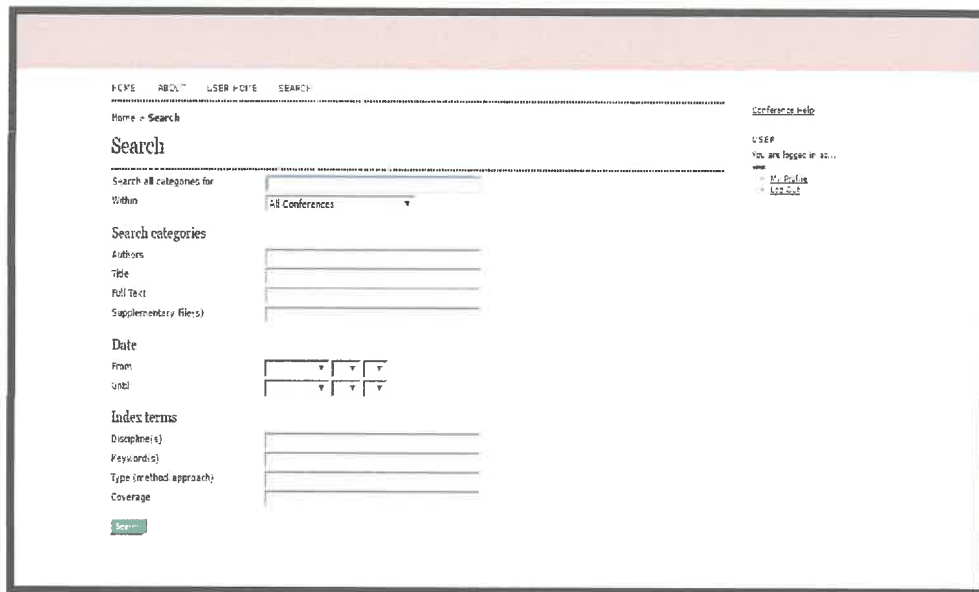 HOME ABOUT USER HOME SEARCH
Home > Search
Search
Search all categories for
Within All Conferences
Search categories
Authors
Title
Full Text
Supplementary File(s)
Date
From
Until
Index terms
Discipline(s)
Keyword(s)
Type (method/approach)
Coverage
Search
Conference Help
USER
You are logged in as...
My Profile
Log Out